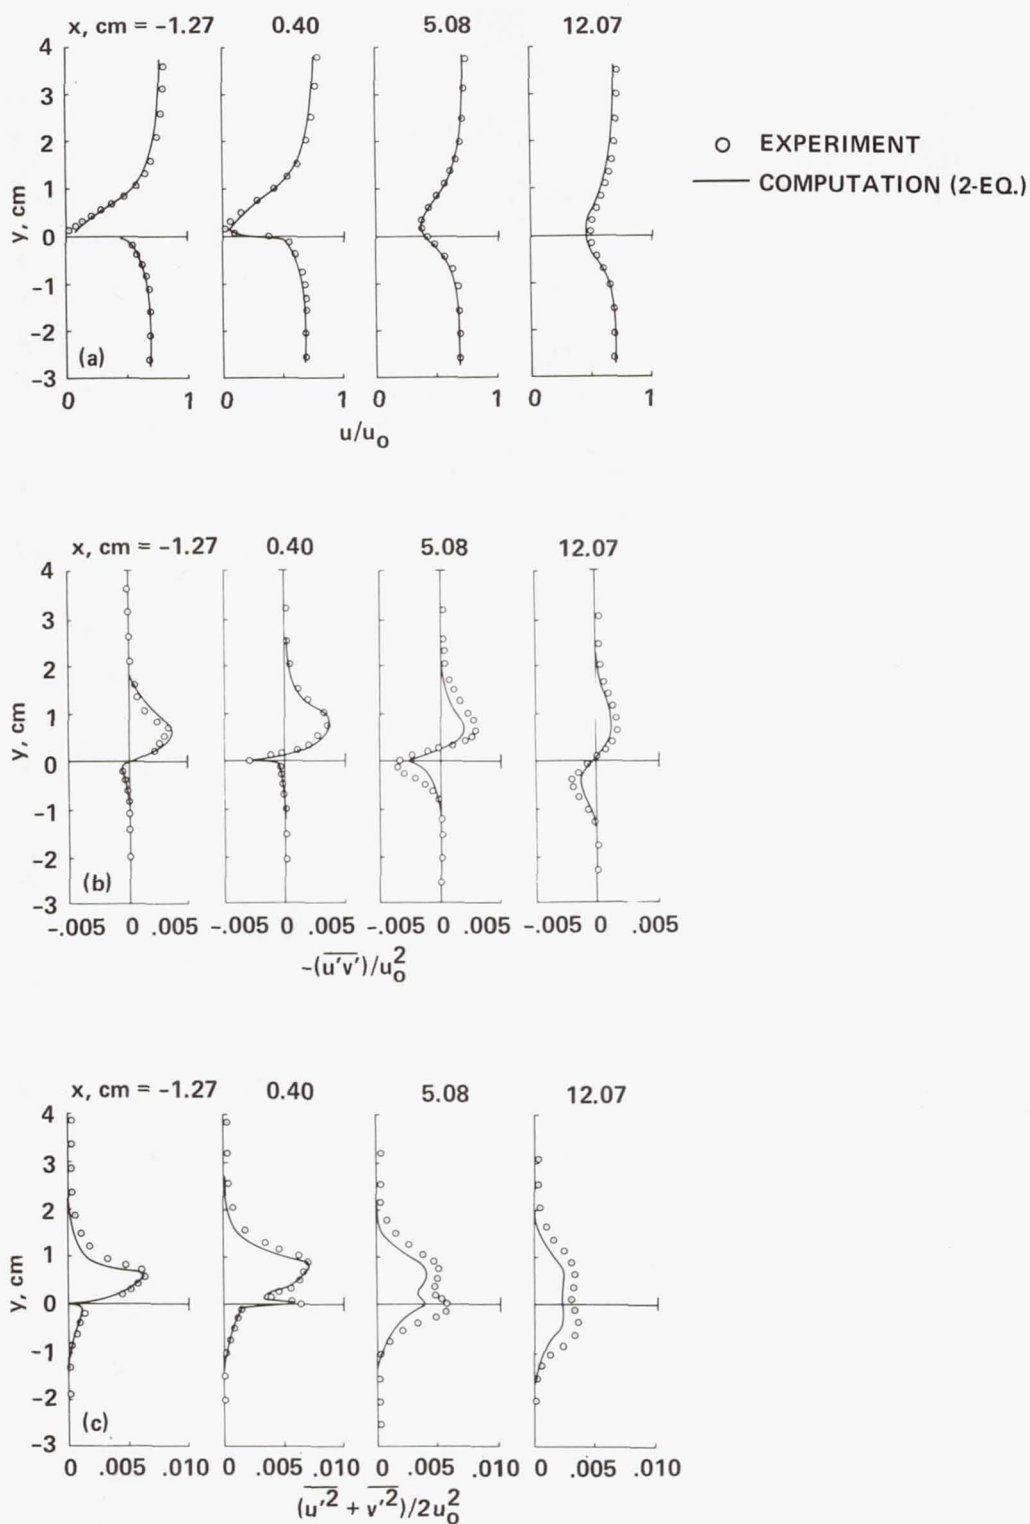 x, cm = −1.27 0.40 5.08 12.07
4
3
2
1
0
−1
−2
−3
y, cm
(a)
0 1 0 1 0 1 0 1
u/u₀
○ EXPERIMENT
—— COMPUTATION (2-EQ.)
x, cm = −1.27 0.40 5.08 12.07
4
3
2
1
0
−1
−2
−3
y, cm
(b)
−.005 0 .005 −.005 0 .005 −.005 0 .005 −.005 0 .005
−(u′v′)/u₀²
x, cm = −1.27 0.40 5.08 12.07
4
3
2
1
0
−1
−2
−3
y, cm
(c)
0 .005 .010 0 .005 .010 0 .005 .010 0 .005 .010
(u′² + v′²)/2u₀²